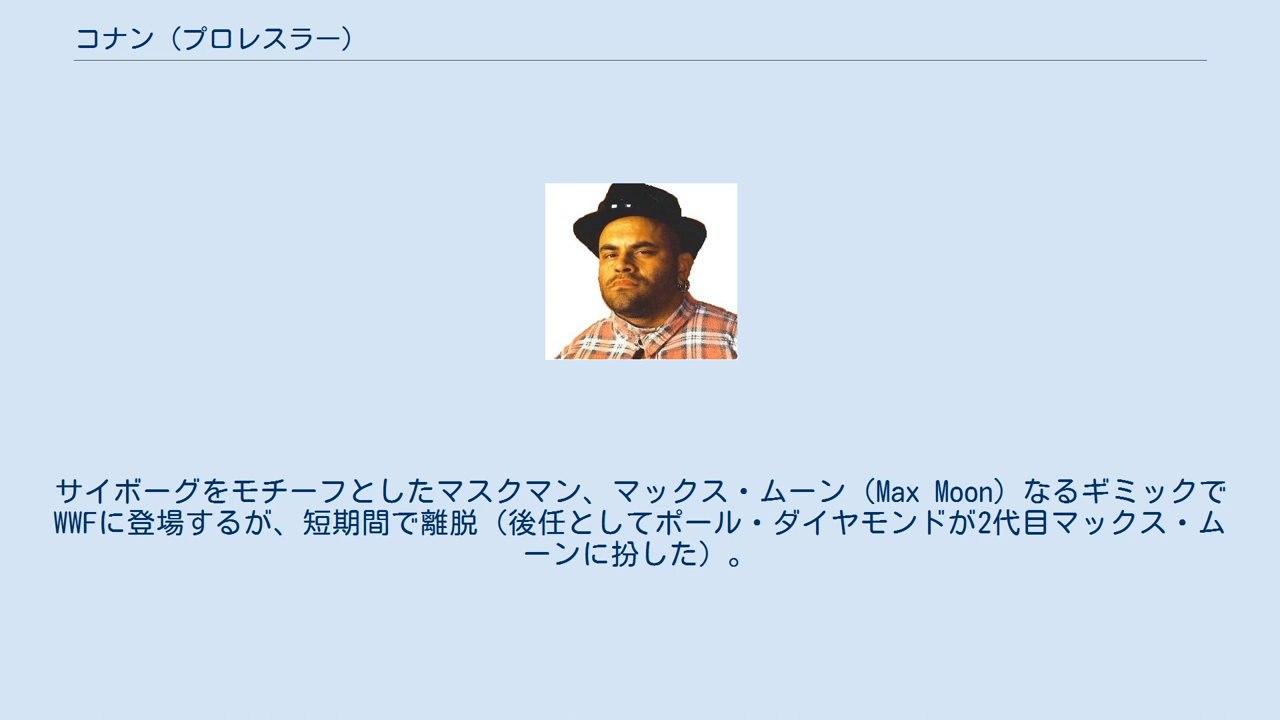 コナン（プロレスラー）
サイボーグをモチーフとしたマスクマン、マックス・ムーン（Max Moon）なるギミックで
WWFに登場するが、短期間で離脱（後任としてポール・ダイヤモンドが2代目マックス・ム
ーンに扮した）。